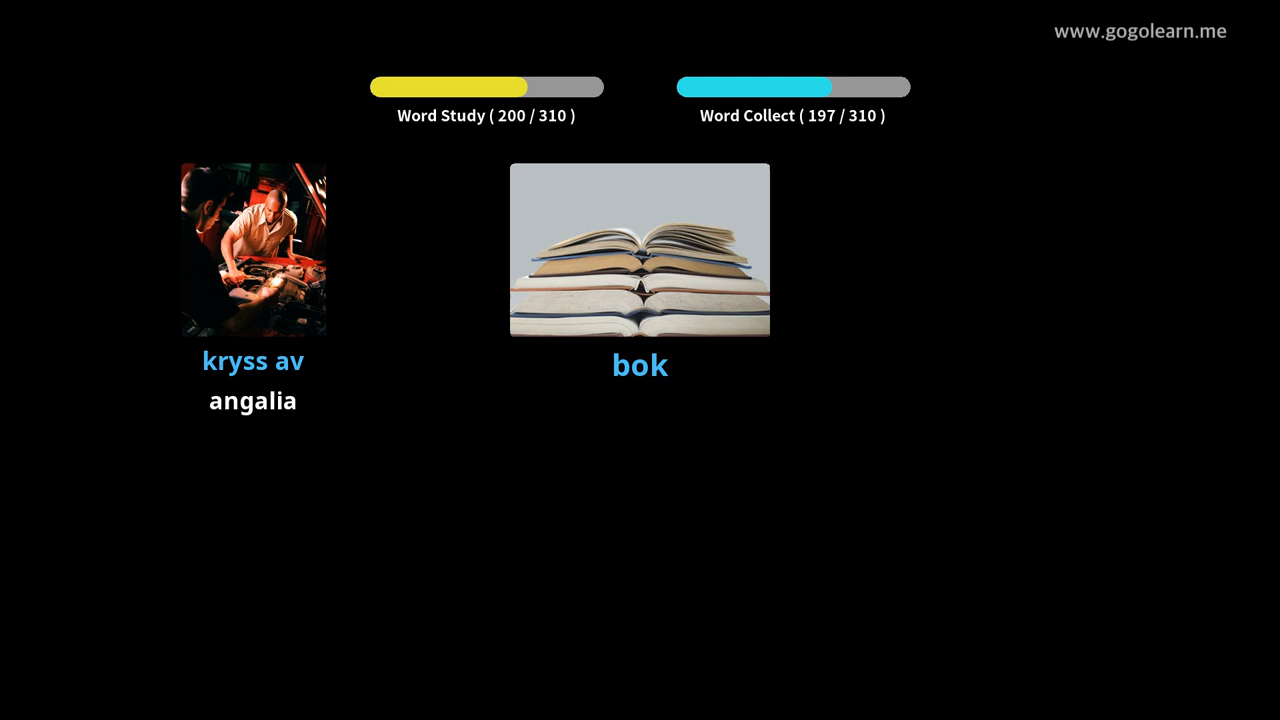 www.gogolearn.me
Word Study ( 200 / 310 )
Word Collect ( 197 / 310 )
kryss av
angalia
bok